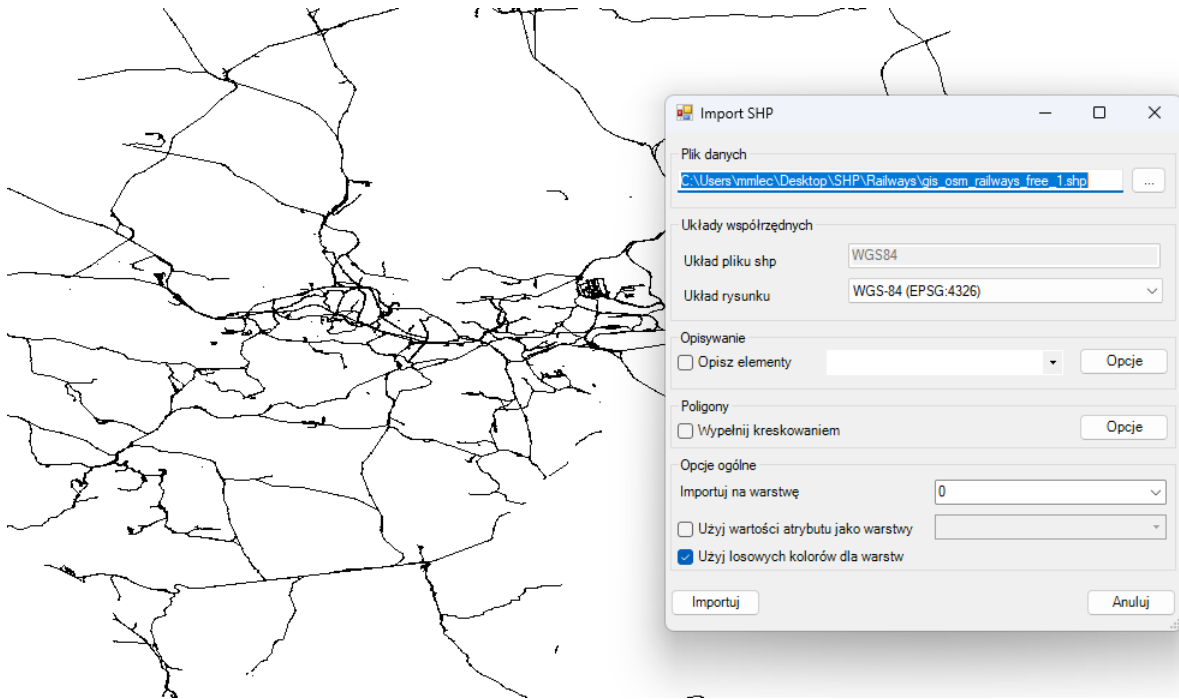 Import SHP
Plik danych
C:\Users\mmlec\Desktop\SHP\Railways\gis_osm_railways_free_1.shp
...
Układy współrzędnych
Układ pliku shp
WGS84
Układ rysunku
WGS-84 (EPSG:4326)
Opisywanie
Opisz elementy
Opcje
Poligony
Wypełnij kreskowaniem
Opcje
Opcje ogólne
Importuj na warstwę
0
Użyj wartości atrybutu jako warstwy
Użyj losowych kolorów dla warstw
Importuj
Anuluj